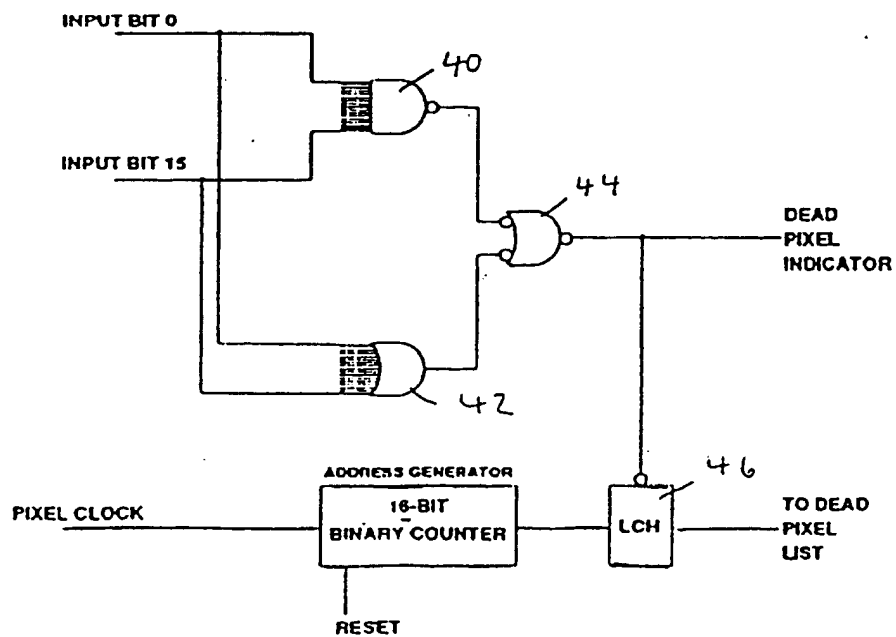 INPUT BIT 0
40
INPUT BIT 15
44
DEAD
PIXEL
INDICATOR
42
46
ADDRESS GENERATOR
PIXEL CLOCK
16-BIT
BINARY COUNTER
LCH
TO DEAD
PIXEL
LIST
RESET